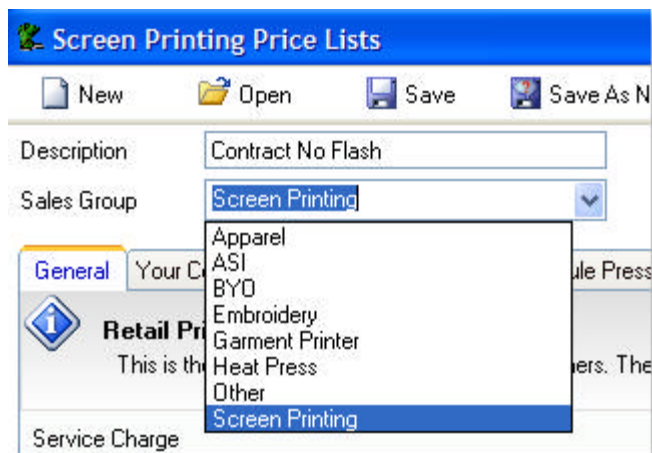 Screen Printing Price Lists
New Open Save Save As N
Description Contract No Flash
Sales Group Screen Printing
Apparel
General Your C ule Press
ASI
BYO
Embroidery
Retail Pri
Garment Printer
This is th ers. The
Heat Press
Other
Screen Printing
Service Charge